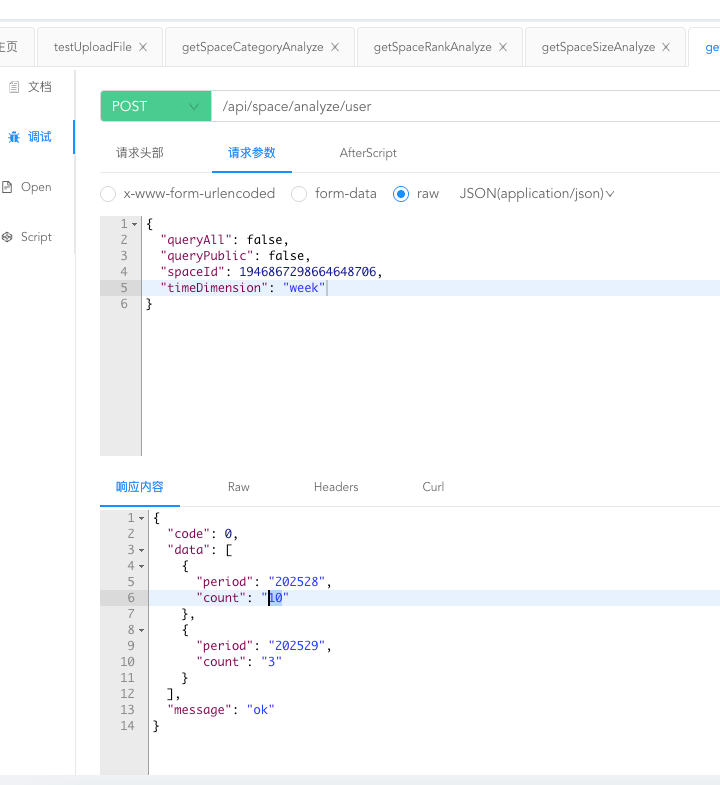 主页 testUploadFile × getSpaceCategoryAnalyze × getSpaceRankAnalyze × getSpaceSizeAnalyze × ge
文档
调试
Open
Script
POST /api/space/analyze/user
请求头部 请求参数 AfterScript
x-www-form-urlencoded form-data raw JSON(application/json)
1 {
2 "queryAll": false,
3 "queryPublic": false,
4 "spaceId": 1946867298664648706,
5 "timeDimension": "week"
6 }
响应内容 Raw Headers Curl
1 {
2 "code": 0,
3 "data": [
4 {
5 "period": "202528",
6 "count": "10"
7 },
8 {
9 "period": "202529",
10 "count": "3"
11 }
12 ],
13 "message": "ok"
14 }